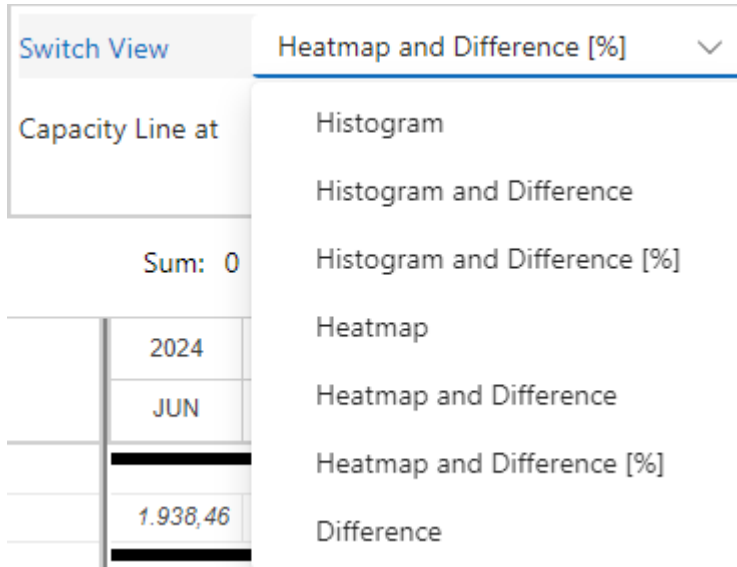 Switch View
Heatmap and Difference [%]
Capacity Line at
Histogram
Histogram and Difference
Histogram and Difference [%]
Heatmap
Heatmap and Difference
Heatmap and Difference [%]
Difference
Sum: 0
2024
JUN
1.938,46